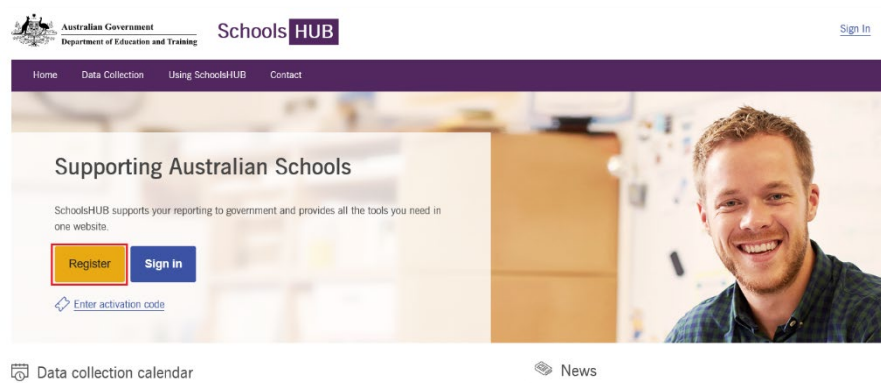 Australian Government
Department of Education and Training
Schools HUB
Sign In
Home Data Collection Using SchoolsHUB Contact
Supporting Australian Schools
SchoolsHUB supports your reporting to government and provides all the tools you need in
one website.
Register Sign in
Enter activation code
Data collection calendar
News